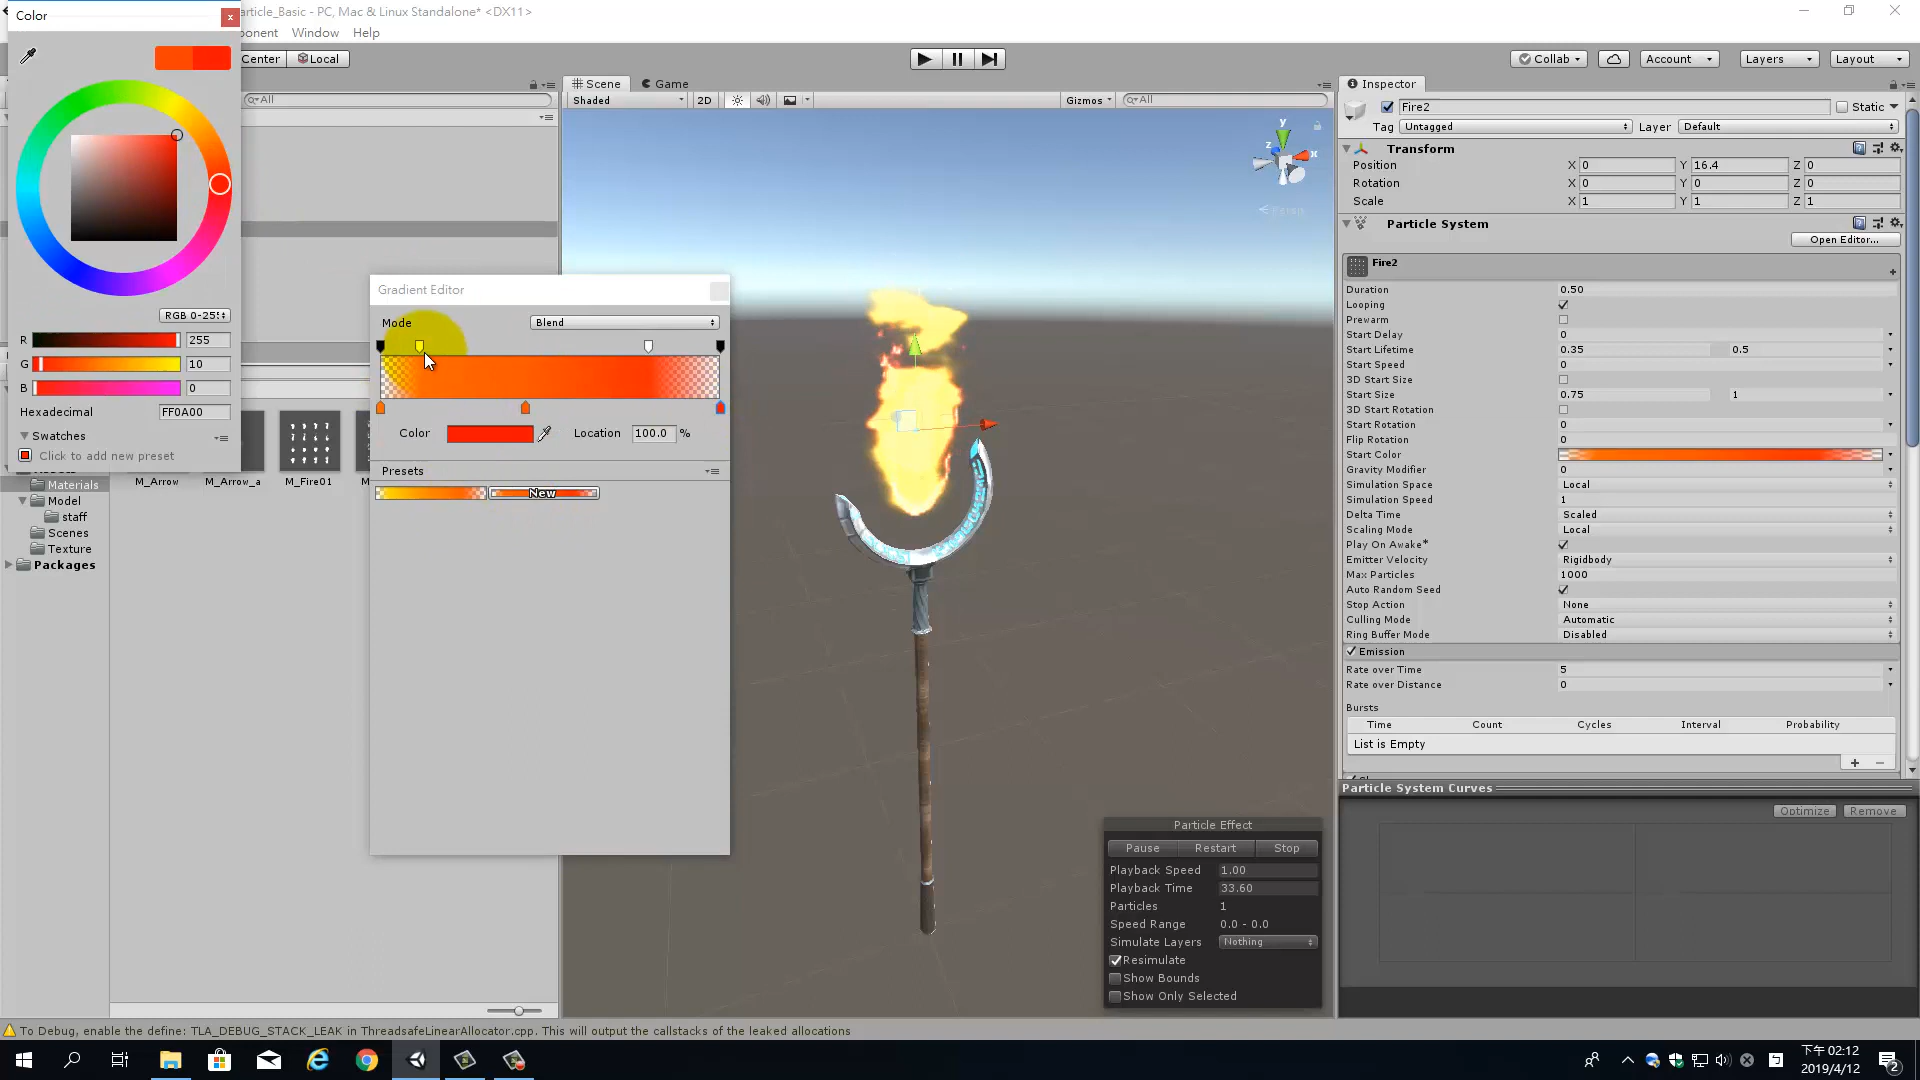 Color
x
article_Basic - PC, Mac & Linux Standalone* <DX11>
ponent Window Help
Center Local
Collab Account Layers Layout
Scene Game
Inspector
All
Shaded 2D Gizmos All
Fire2 Static
Tag Untagged Layer Default
Transform
Position X 0 Y 16.4 Z 0
Rotation X 0 Y 0 Z 0
Scale X 1 Y 1 Z 1
Particle System
Open Editor...
Fire2
Duration 0.50
Looping
Prewarm
Start Delay 0
Start Lifetime 0.35 0.5
Start Speed 0
3D Start Size
Start Size 0.75 1
3D Start Rotation
Start Rotation 0
Flip Rotation 0
Start Color
Gravity Modifier 0
Simulation Space Local
Simulation Speed 1
Delta Time Scaled
Scaling Mode Local
Play On Awake*
Emitter Velocity Rigidbody
Max Particles 1000
Auto Random Seed
Stop Action None
Culling Mode Automatic
Ring Buffer Mode Disabled
Emission
Rate over Time 5
Rate over Distance 0
Bursts
Time Count Cycles Interval Probability
List is Empty
+ −
Particle System Curves
Optimize Remove
y
z
x
RGB 0-255
R 255
G 10
B 0
Hexadecimal FF0A00
Swatches
Click to add new preset
Gradient Editor
Mode Blend
Color Location 100.0 %
Presets
New
Materials
Model
staff
Scenes
Texture
Packages
M_Arrow M_Arrow_a M_Fire01
Particle Effect
Pause Restart Stop
Playback Speed 1.00
Playback Time 33.60
Particles 1
Speed Range 0.0 - 0.0
Simulate Layers Nothing
Resimulate
Show Bounds
Show Only Selected
To Debug, enable the define: TLA_DEBUG_STACK_LEAK in ThreadsafeLinearAllocator.cpp. This will output the callstacks of the leaked allocations
下午 02:12
2019/4/12
2